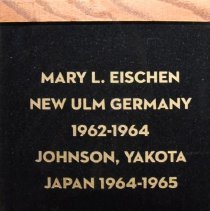 MARY L. EISCHEN
NEW ULM GERMANY
1962-1964
JOHNSON, YAKOTA
JAPAN 1964-1965